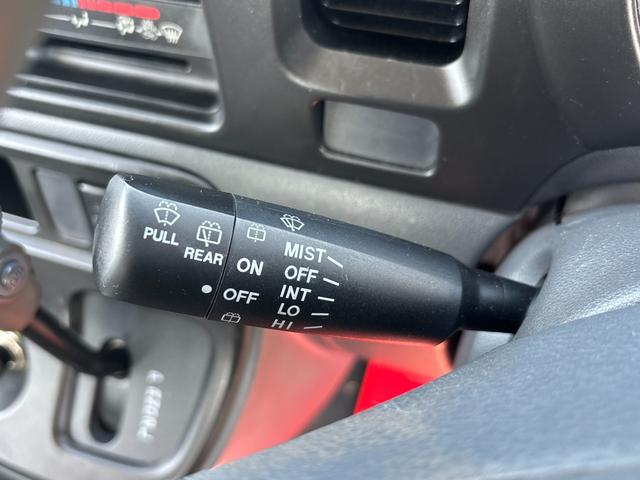 PULL
REAR
ON
OFF
MIST
OFF
INT
LO
HI